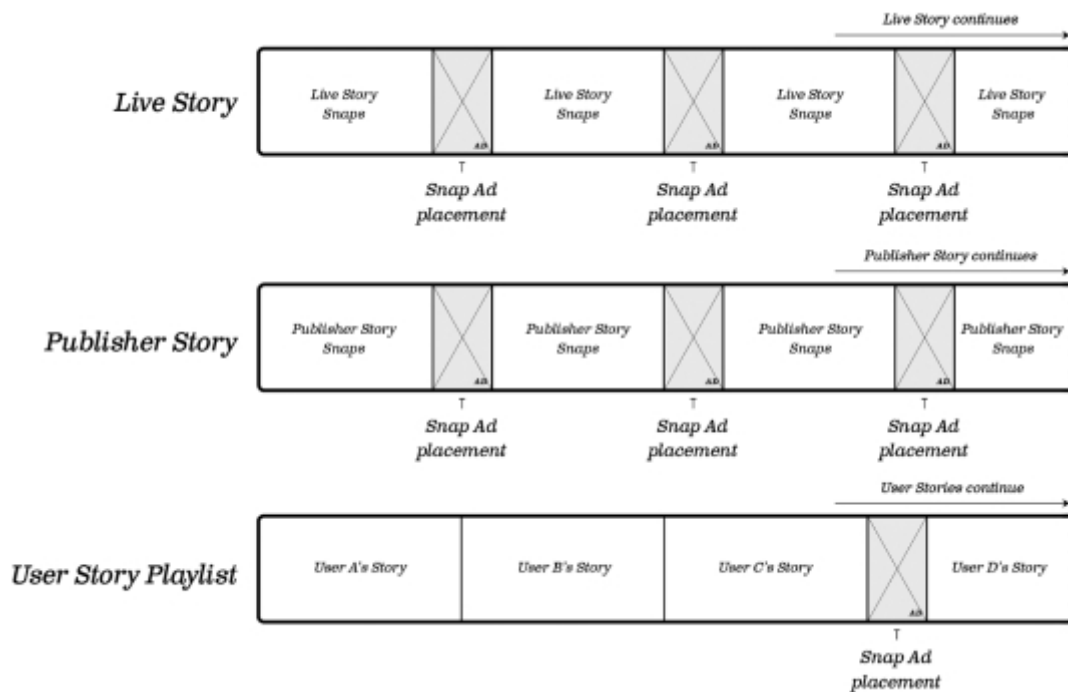 Live Story continues
Live Story
Live Story
Snaps
AD
Live Story
Snaps
AD
Live Story
Snaps
AD
Live Story
Snaps
Snap Ad
placement
Snap Ad
placement
Snap Ad
placement
Publisher Story continues
Publisher Story
Publisher Story
Snaps
AD
Publisher Story
Snaps
AD
Publisher Story
Snaps
AD
Publisher Story
Snaps
Snap Ad
placement
Snap Ad
placement
Snap Ad
placement
User Stories continue
User Story Playlist
User A's Story
User B's Story
User C's Story
AD
User D's Story
Snap Ad
placement